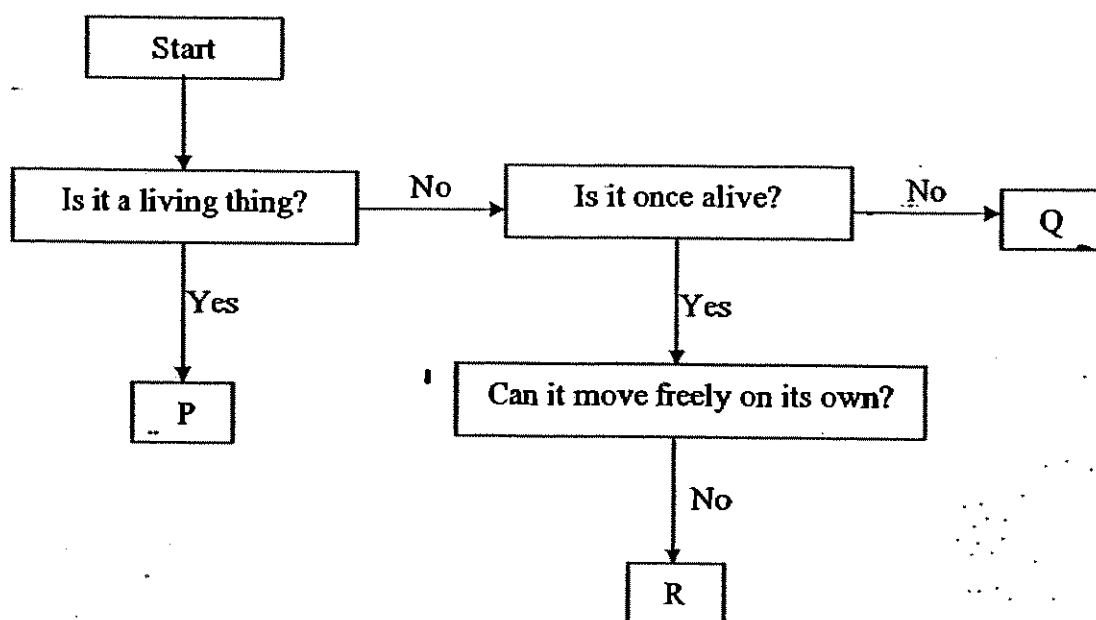 Start
Is it a living thing?
No
Is it once alive?
No
Q
Yes
Yes
P
Can it move freely on its own?
No
R